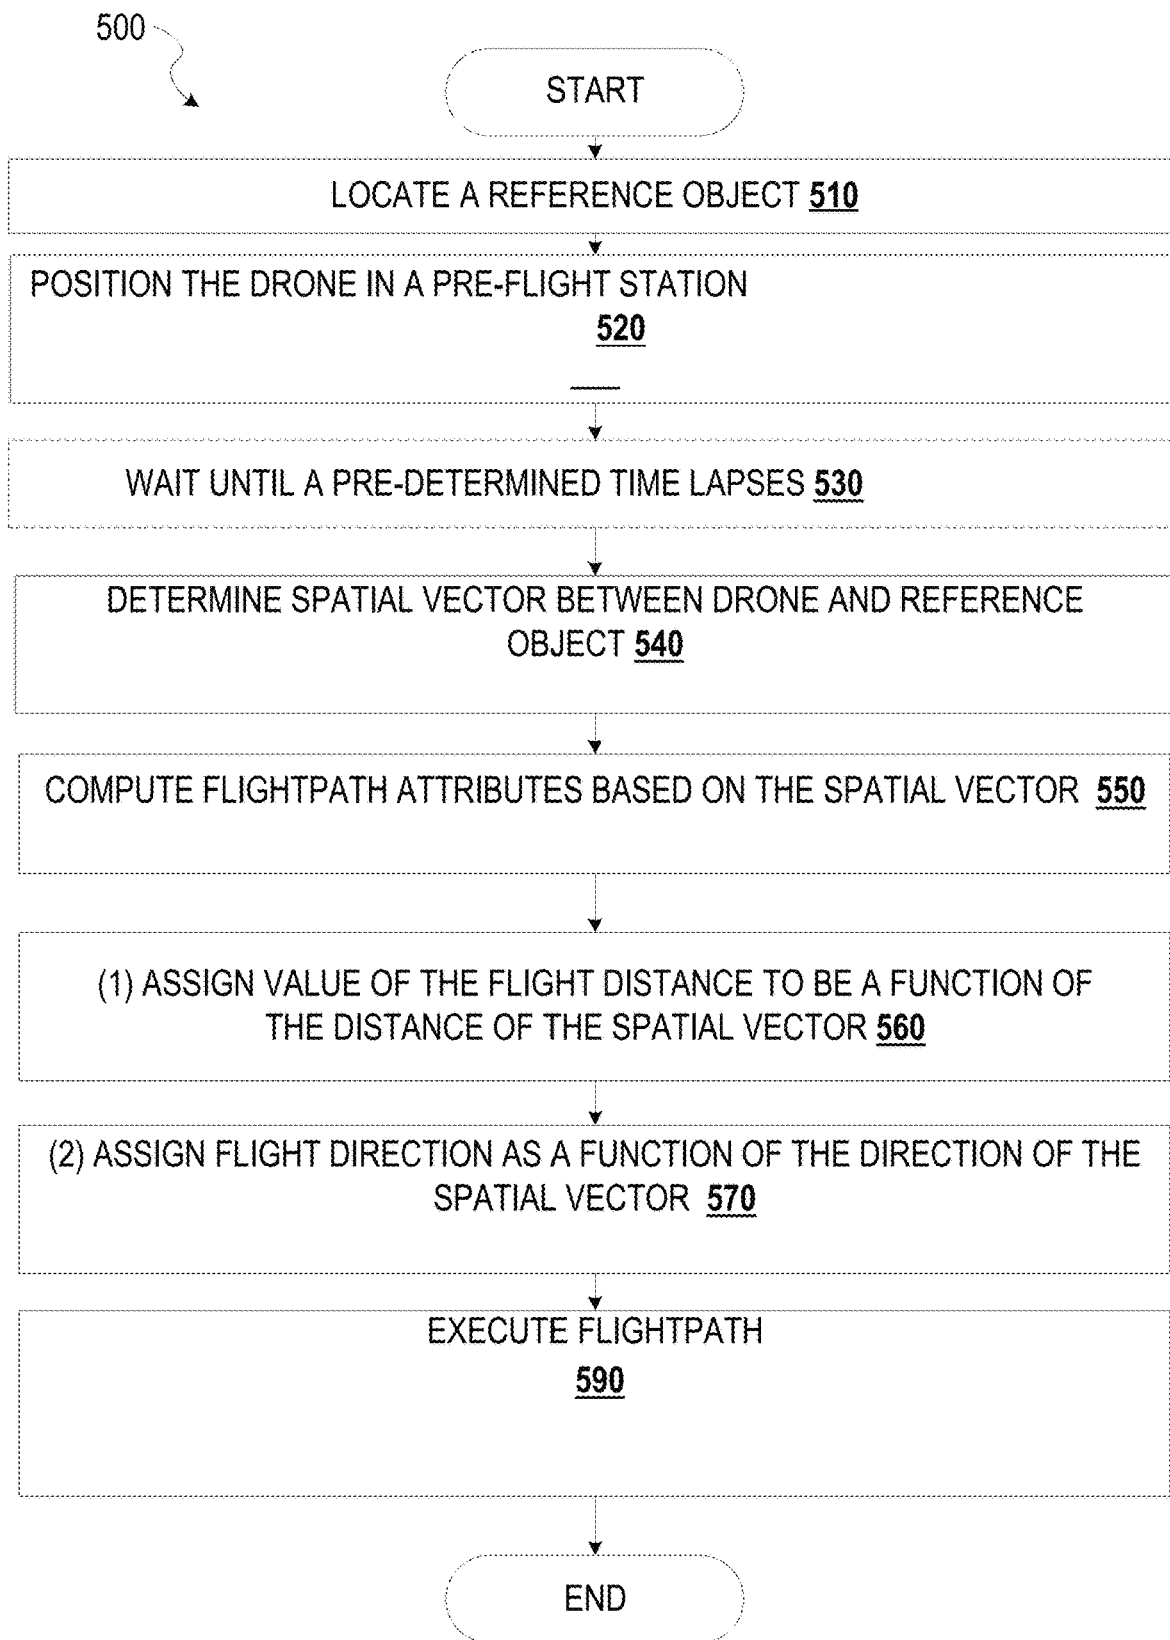 500
START
LOCATE A REFERENCE OBJECT 510
POSITION THE DRONE IN A PRE-FLIGHT STATION
520
WAIT UNTIL A PRE-DETERMINED TIME LAPSES 530
DETERMINE SPATIAL VECTOR BETWEEN DRONE AND REFERENCE
OBJECT 540
COMPUTE FLIGHTPATH ATTRIBUTES BASED ON THE SPATIAL VECTOR 550
(1) ASSIGN VALUE OF THE FLIGHT DISTANCE TO BE A FUNCTION OF
THE DISTANCE OF THE SPATIAL VECTOR 560
(2) ASSIGN FLIGHT DIRECTION AS A FUNCTION OF THE DIRECTION OF THE
SPATIAL VECTOR 570
EXECUTE FLIGHTPATH
590
END